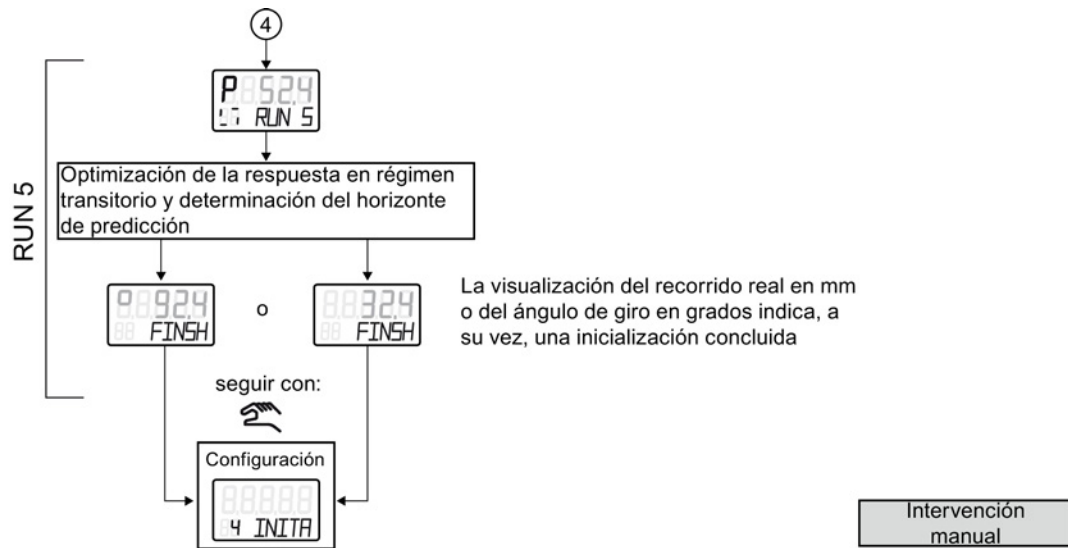 4
P 52.4
RUN 5
RUN 5
Optimización de la respuesta en régimen
transitorio y determinación del horizonte
de predicción
° 92.4
FINSH
o
32.4
FINSH
La visualización del recorrido real en mm
o del ángulo de giro en grados indica, a
su vez, una inicialización concluida
seguir con:
Configuración
4 INITA
Intervención
manual